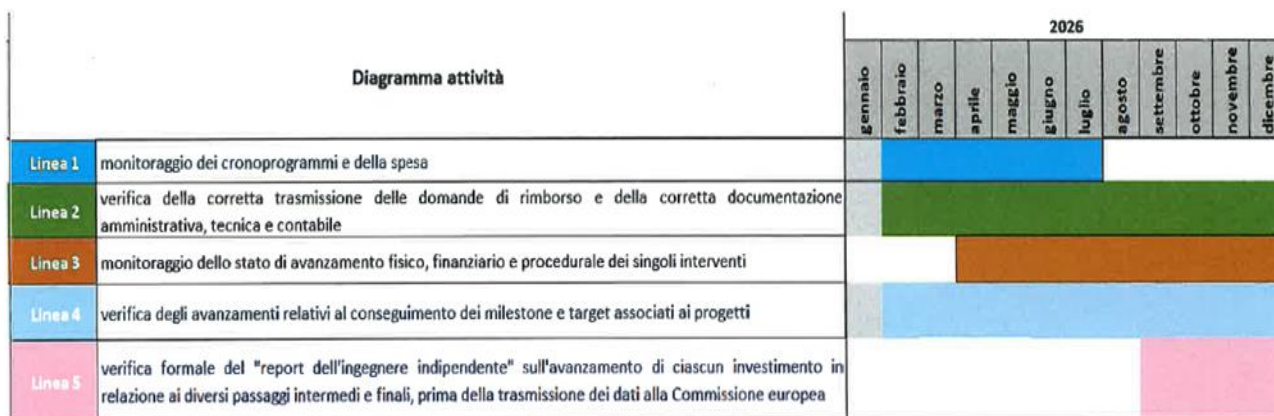 2026
Diagramma attività
gennaio
febbraio
marzo
aprile
maggio
giugno
luglio
agosto
settembre
ottobre
novembre
dicembre
Linea 1
monitoraggio dei cronoprogrammi e della spesa
Linea 2
verifica della corretta trasmissione delle domande di rimborso e della corretta documentazione
amministrativa, tecnica e contabile
Linea 3
monitoraggio dello stato di avanzamento fisico, finanziario e procedurale dei singoli interventi
Linea 4
verifica degli avanzamenti relativi al conseguimento dei milestone e target associati ai progetti
Linea 5
verifica formale del "report dell'ingegnere indipendente" sull'avanzamento di ciascun investimento in
relazione ai diversi passaggi intermedi e finali, prima della trasmissione dei dati alla Commissione europea